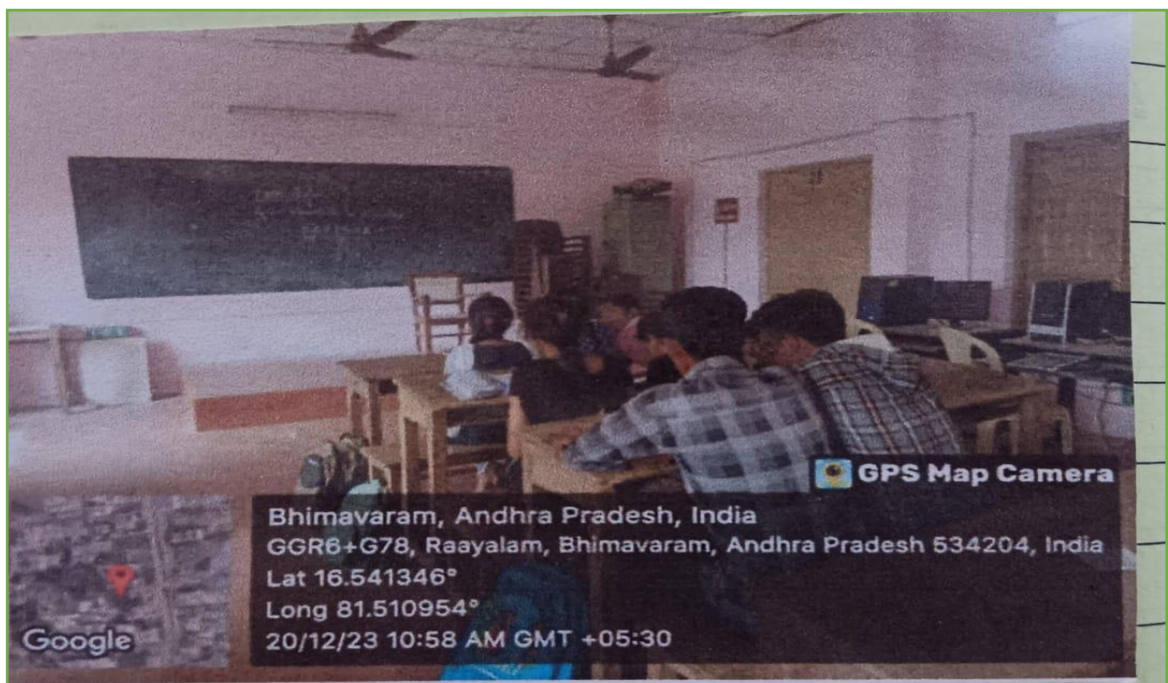 GPS Map Camera
Bhimavaram, Andhra Pradesh, India
GGR6+G78, Raayalam, Bhimavaram, Andhra Pradesh 534204, India
Lat 16.541346°
Long 81.510954°
20/12/23 10:58 AM GMT +05:30
Google